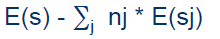 E(s) - ∑j nj * E(sj)